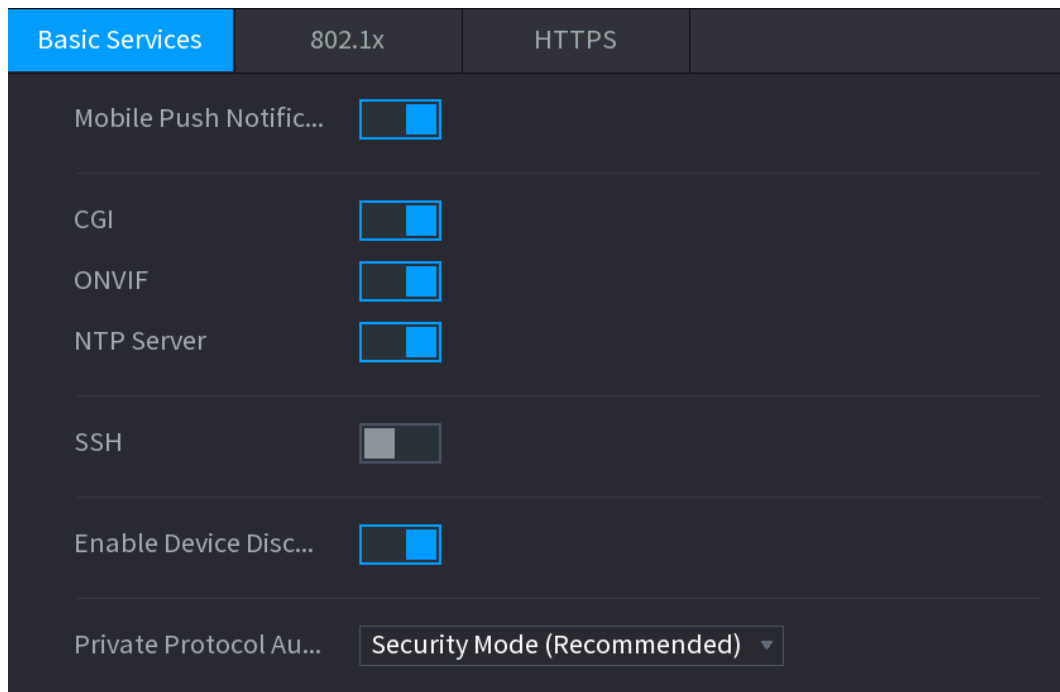 Basic Services 802.1x HTTPS
Mobile Push Notific...
CGI
ONVIF
NTP Server
SSH
Enable Device Disc...
Private Protocol Au... Security Mode (Recommended)